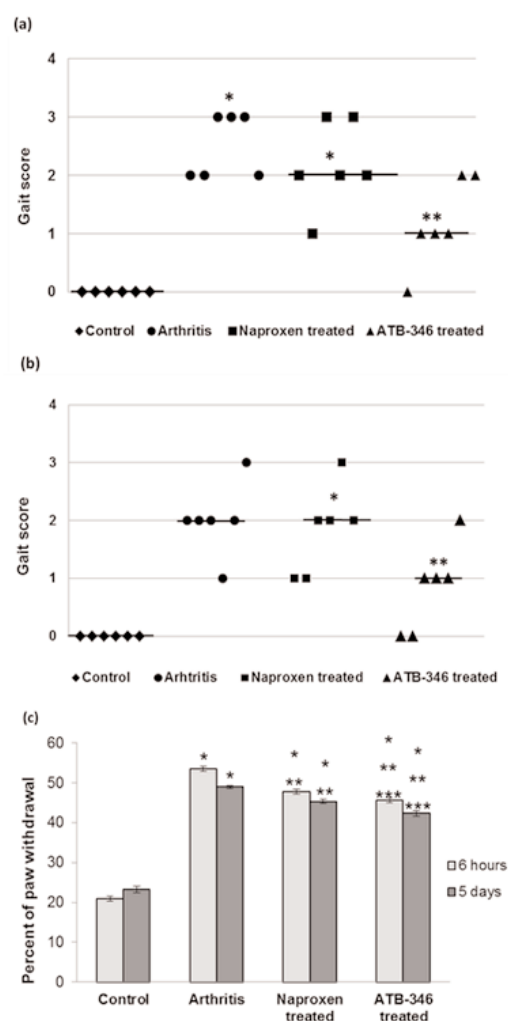 (a)
4
3
2
1
0
Gait score
*
*
**
◆Control ●Arthritis ■Naproxen treated ▲ATB-346 treated
(b)
4
3
2
1
0
Gait score
*
**
◆Control ●Arhtritis ■Naproxen treated ▲ATB-346 treated
(c)
60
50
40
30
20
10
0
Percent of paw withdrawal
* * * ** * ** * ** *** * ** ***
6 hours
5 days
Control Arthritis Naproxen treated ATB-346 treated